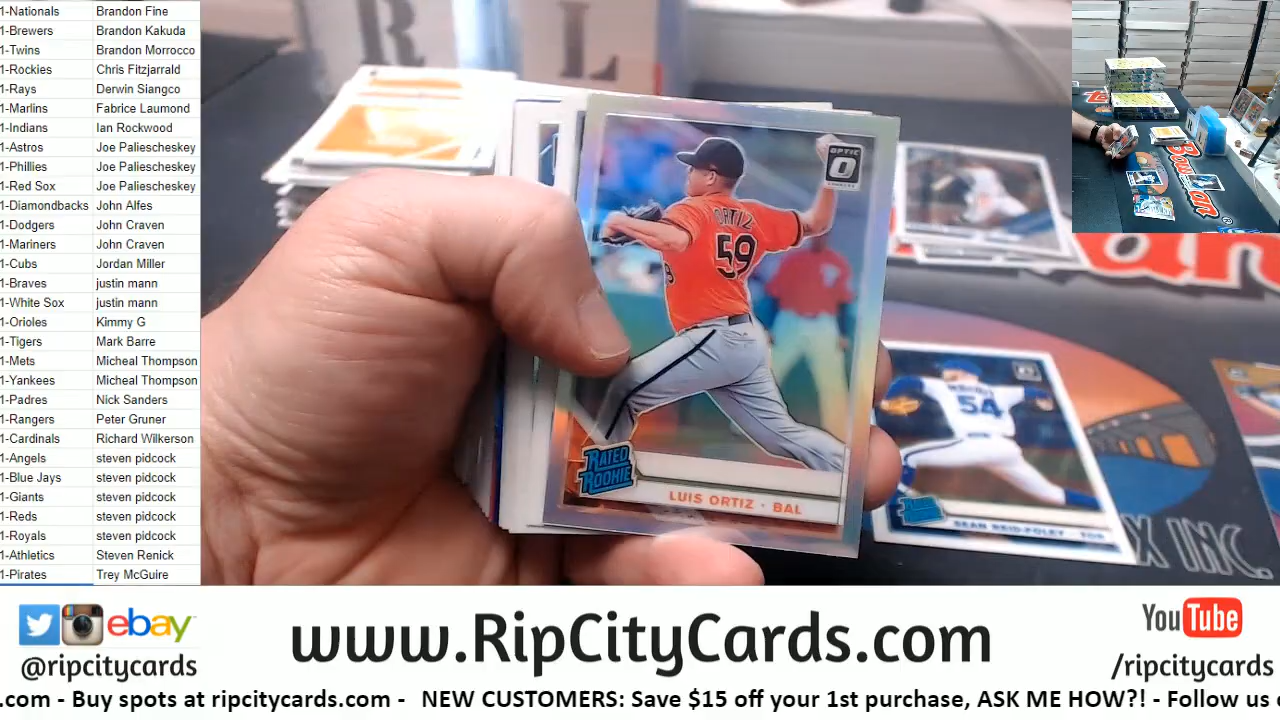 1-Nationals Brandon Fine
1-Brewers Brandon Kakuda
1-Twins Brandon Morrocco
1-Rockies Chris Fitzjarrald
1-Rays Derwin Siangco
1-Marlins Fabrice Laumond
1-Indians Ian Rockwood
1-Astros Joe Paliescheskey
1-Phillies Joe Paliescheskey
1-Red Sox Joe Paliescheskey
1-Diamondbacks John Alfes
1-Dodgers John Craven
1-Mariners John Craven
1-Cubs Jordan Miller
1-Braves justin mann
1-White Sox justin mann
1-Orioles Kimmy G
1-Tigers Mark Barre
1-Mets Micheal Thompson
1-Yankees Micheal Thompson
1-Padres Nick Sanders
1-Rangers Peter Gruner
1-Cardinals Richard Wilkerson
1-Angels steven pidcock
1-Blue Jays steven pidcock
1-Giants steven pidcock
1-Reds steven pidcock
1-Royals steven pidcock
1-Athletics Steven Renick
1-Pirates Trey McGuire
R L
OPTIC
O
ORTIZ
59
RATED
ROOKIE
LUIS ORTIZ · BAL
54
SEAN REID-FOLEY · TOR
X INC.
Bowman
ebay
@ripcitycards
www.RipCityCards.com
YouTube
/ripcitycards
.com - Buy spots at ripcitycards.com - NEW CUSTOMERS: Save $15 off your 1st purchase, ASK ME HOW?! - Follow us